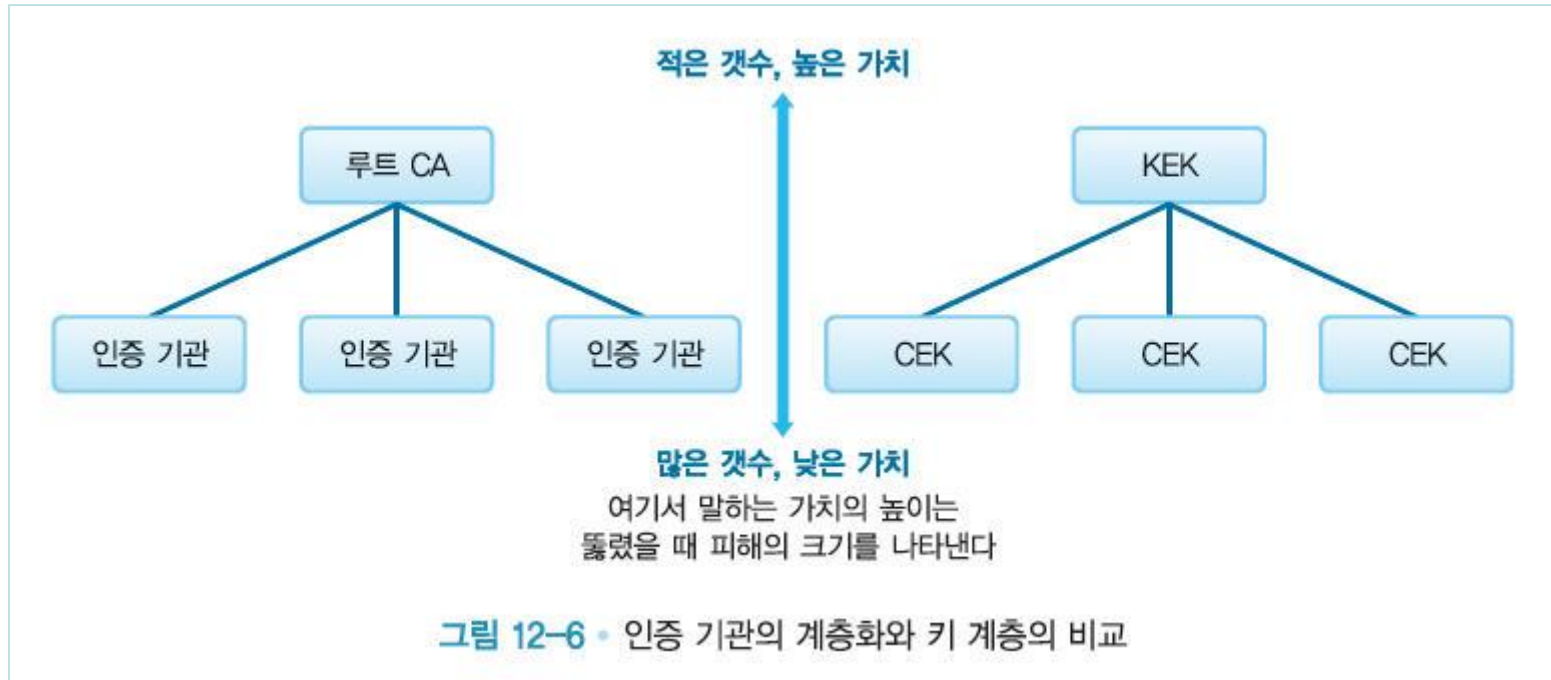 적은 갯수, 높은 가치
루트 CA
KEK
인증 기관
인증 기관
인증 기관
CEK
CEK
CEK
많은 갯수, 낮은 가치
여기서 말하는 가치의 높이는
뚫렸을 때 피해의 크기를 나타낸다
그림 12-6 • 인증 기관의 계층화와 키 계층의 비교